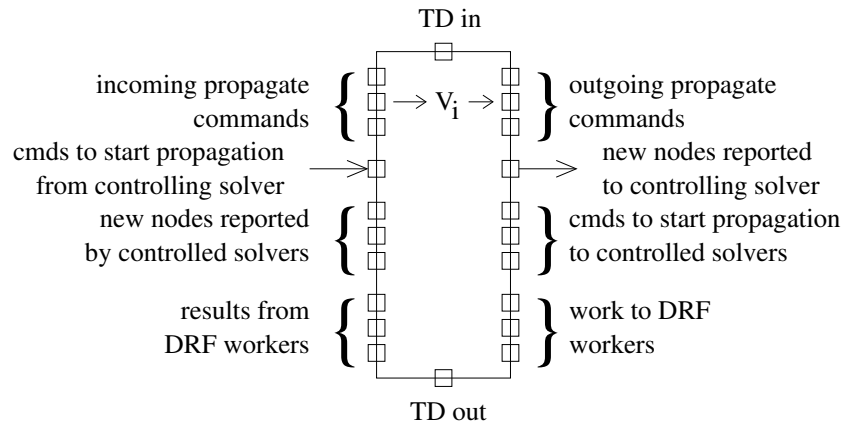 TD in
incoming propagate
commands
V i
outgoing propagate
commands
cmds to start propagation
from controlling solver
new nodes reported
to controlling solver
new nodes reported
by controlled solvers
cmds to start propagation
to controlled solvers
results from
DRF workers
work to DRF
workers
TD out